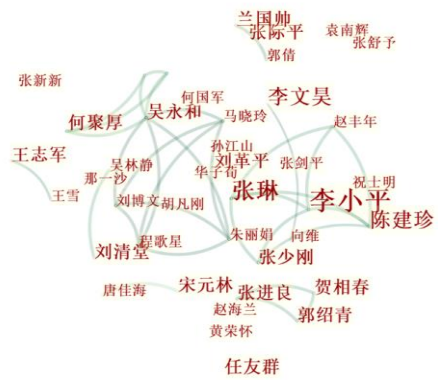 兰国帅
张际平
袁南辉
张舒予
郭倩
张新新
何国军
李文昊
吴永和
马晓玲
何聚厚
赵丰年
孙江山
王志军
刘革平
张剑平
吴林静
华子荀
那一沙
祝士明
张琳
王雪
李小平
刘博文
胡凡刚
陈建珍
朱丽娟
向维
程歌星
刘清堂
张少刚
唐佳海
宋元林
张进良
贺相春
赵海兰
郭绍青
黄荣怀
任友群